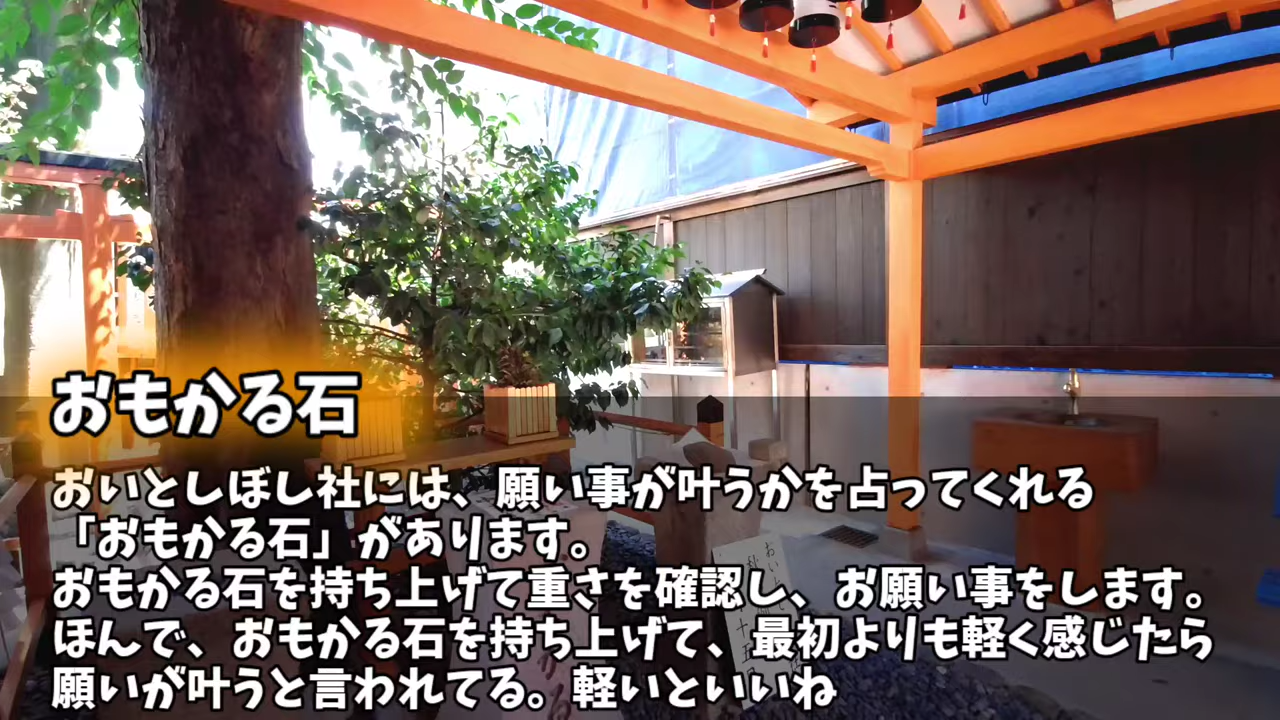 おもかる石
おいとしぼし社には、願い事が叶うかを占ってくれる
「おもかる石」があります。
おもかる石を持ち上げて重さを確認し、お願い事をします。
ほんで、おもかる石を持ち上げて、最初よりも軽く感じたら
願いが叶うと言われてる。軽いといいね